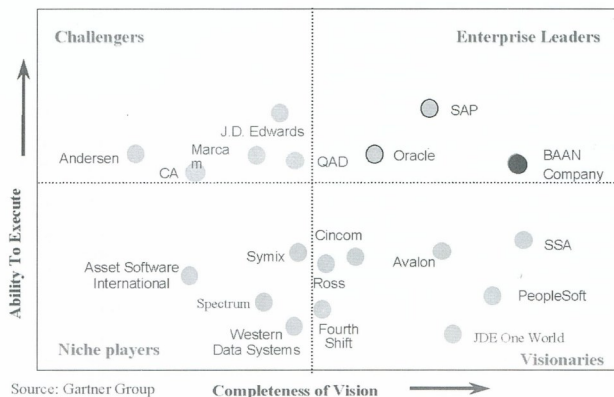 Challengers
Enterprise Leaders
SAP
J.D. Edwards
Marca
m
Andersen
CA
QAD
Oracle
BAAN
Company
Ability To Execute
Cincom
Symix
Avalon
SSA
Asset Software
International
Ross
Spectrum
PeopleSoft
Western
Data Systems
Fourth
Shift
JDE One World
Niche players
Visionaries
Source: Gartner Group
Completeness of Vision